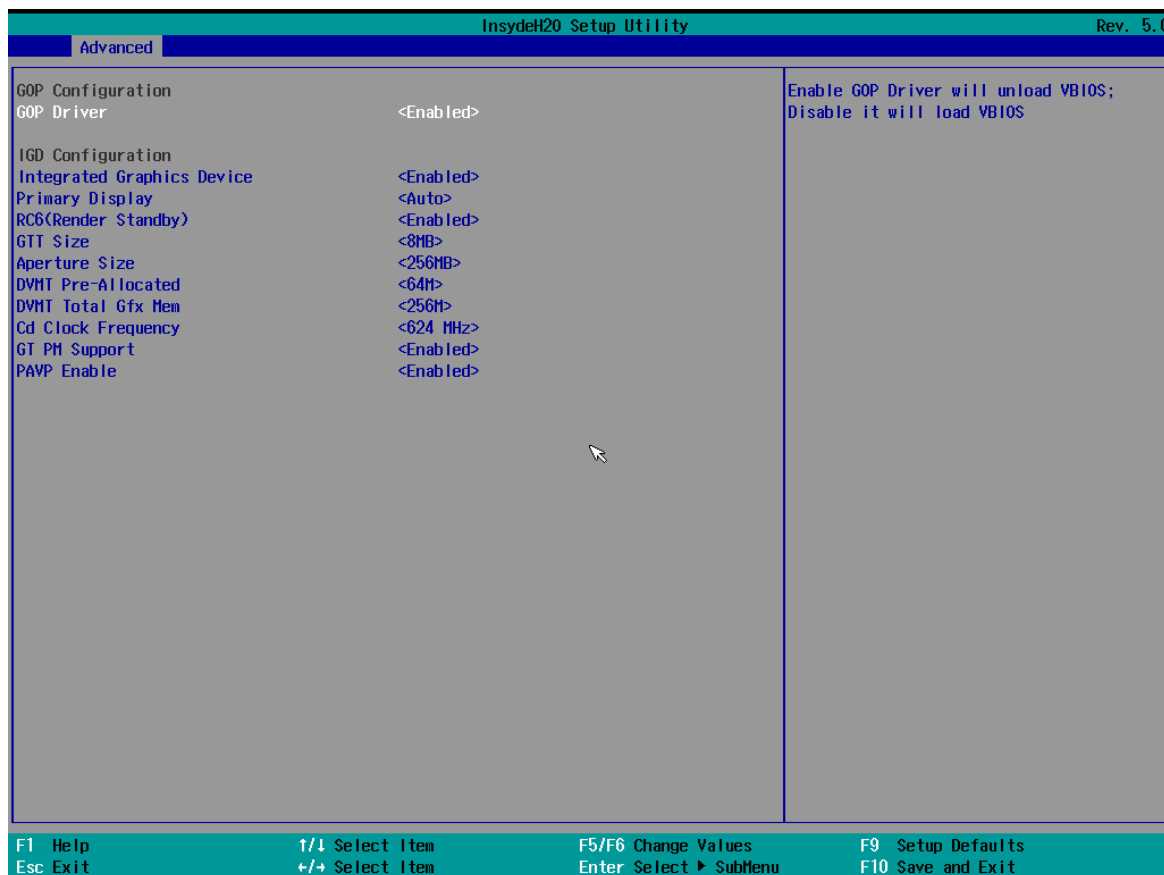 InsydeH20 Setup Utility Rev. 5.0
Advanced
GOP Configuration
GOP Driver <Enabled>
IGD Configuration
Integrated Graphics Device <Enabled>
Primary Display <Auto>
RC6(Render Standby) <Enabled>
GTT Size <8MB>
Aperture Size <256MB>
DVMT Pre-Allocated <64M>
DVMT Total Gfx Mem <256M>
Cd Clock Frequency <624 MHz>
GT PM Support <Enabled>
PAVP Enable <Enabled>
Enable GOP Driver will unload VBIOS;
Disable it will load VBIOS
F1 Help ↑/↓ Select Item F5/F6 Change Values F9 Setup Defaults
Esc Exit ←/→ Select Item Enter Select ▶ SubMenu F10 Save and Exit